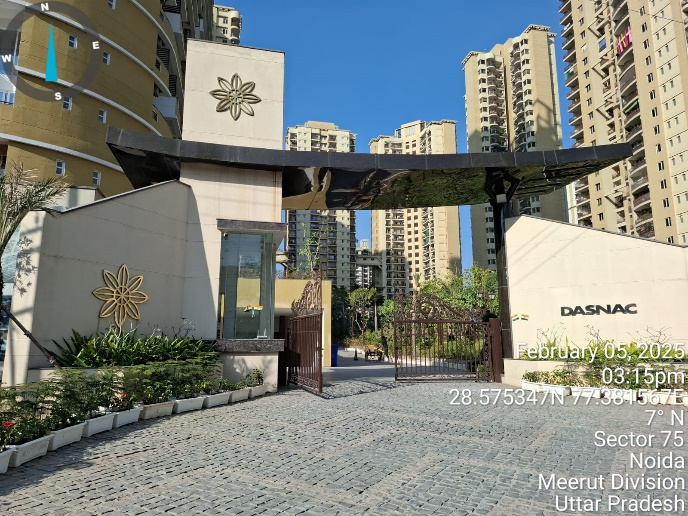 N
E
W
S
DASNAC
February 05, 2025
03:15pm
28.575347N 77.381567E
7° N
Sector 75
Noida
Meerut Division
Uttar Pradesh